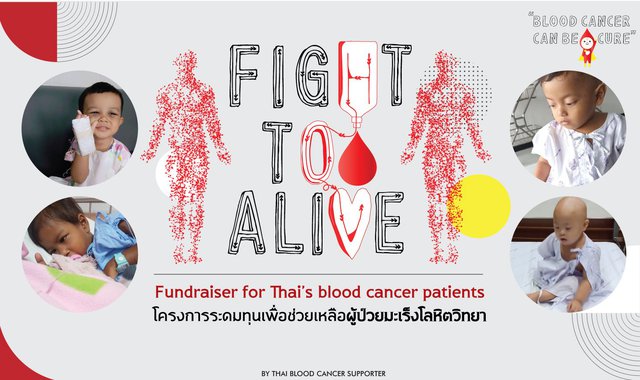 "BLOOD CANCER
CAN BE CURE"
FIGHT
TO
ALIVE
Fundraiser for Thai's blood cancer patients
โครงการระดมทุนเพื่อช่วยเหลือผู้ป่วยมะเร็งโลหิตวิทยา
BY THAI BLOOD CANCER SUPPORTER